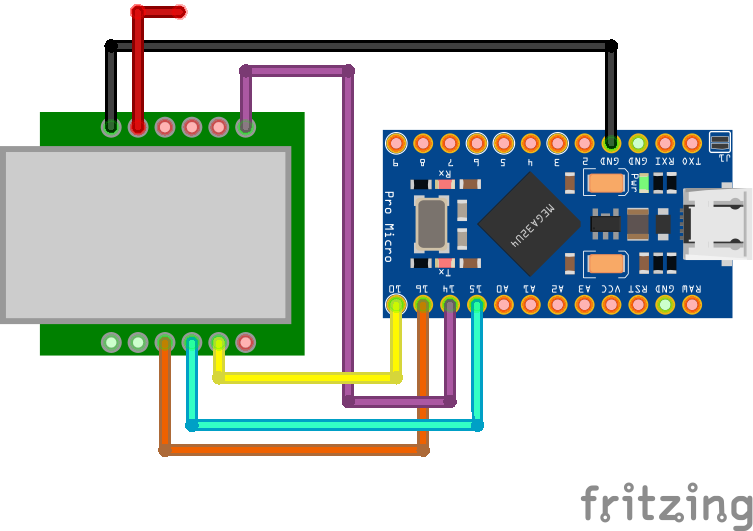 9 8 7 6 5 4 3 2 GND GND RXI TXO
J1
Rx
Pwr
Pro Micro
MEGA32U4
Tx
10 16 14 15 A0 A1 A2 A3 VCC RST GND RAW
fritzing